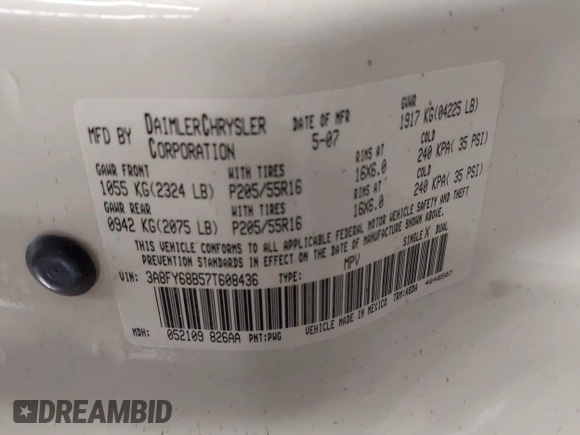 MFD BY DAIMLERCHRYSLER CORPORATION
DATE OF MFR 5-07
GVWR 1917 KG(04225 LB)
GAWR FRONT WITH TIRES RIMS AT COLD
1055 KG(2324 LB) P205/55R16 16X6.0 240 KPA( 35 PSI)
GAWR REAR WITH TIRES RIMS AT COLD
0942 KG(2075 LB) P205/55R16 16X6.0 240 KPA( 35 PSI)
THIS VEHICLE CONFORMS TO ALL APPLICABLE FEDERAL MOTOR VEHICLE SAFETY AND THEFT
PREVENTION STANDARDS IN EFFECT ON THE DATE OF MANUFACTURE SHOWN ABOVE.
VIN: 3A8FY68B57T608436 TYPE: MPV SINGLE X DUAL
MDH: 052109 826AA PNT:PWG VEHICLE MADE IN MEXICO
DREAMBID